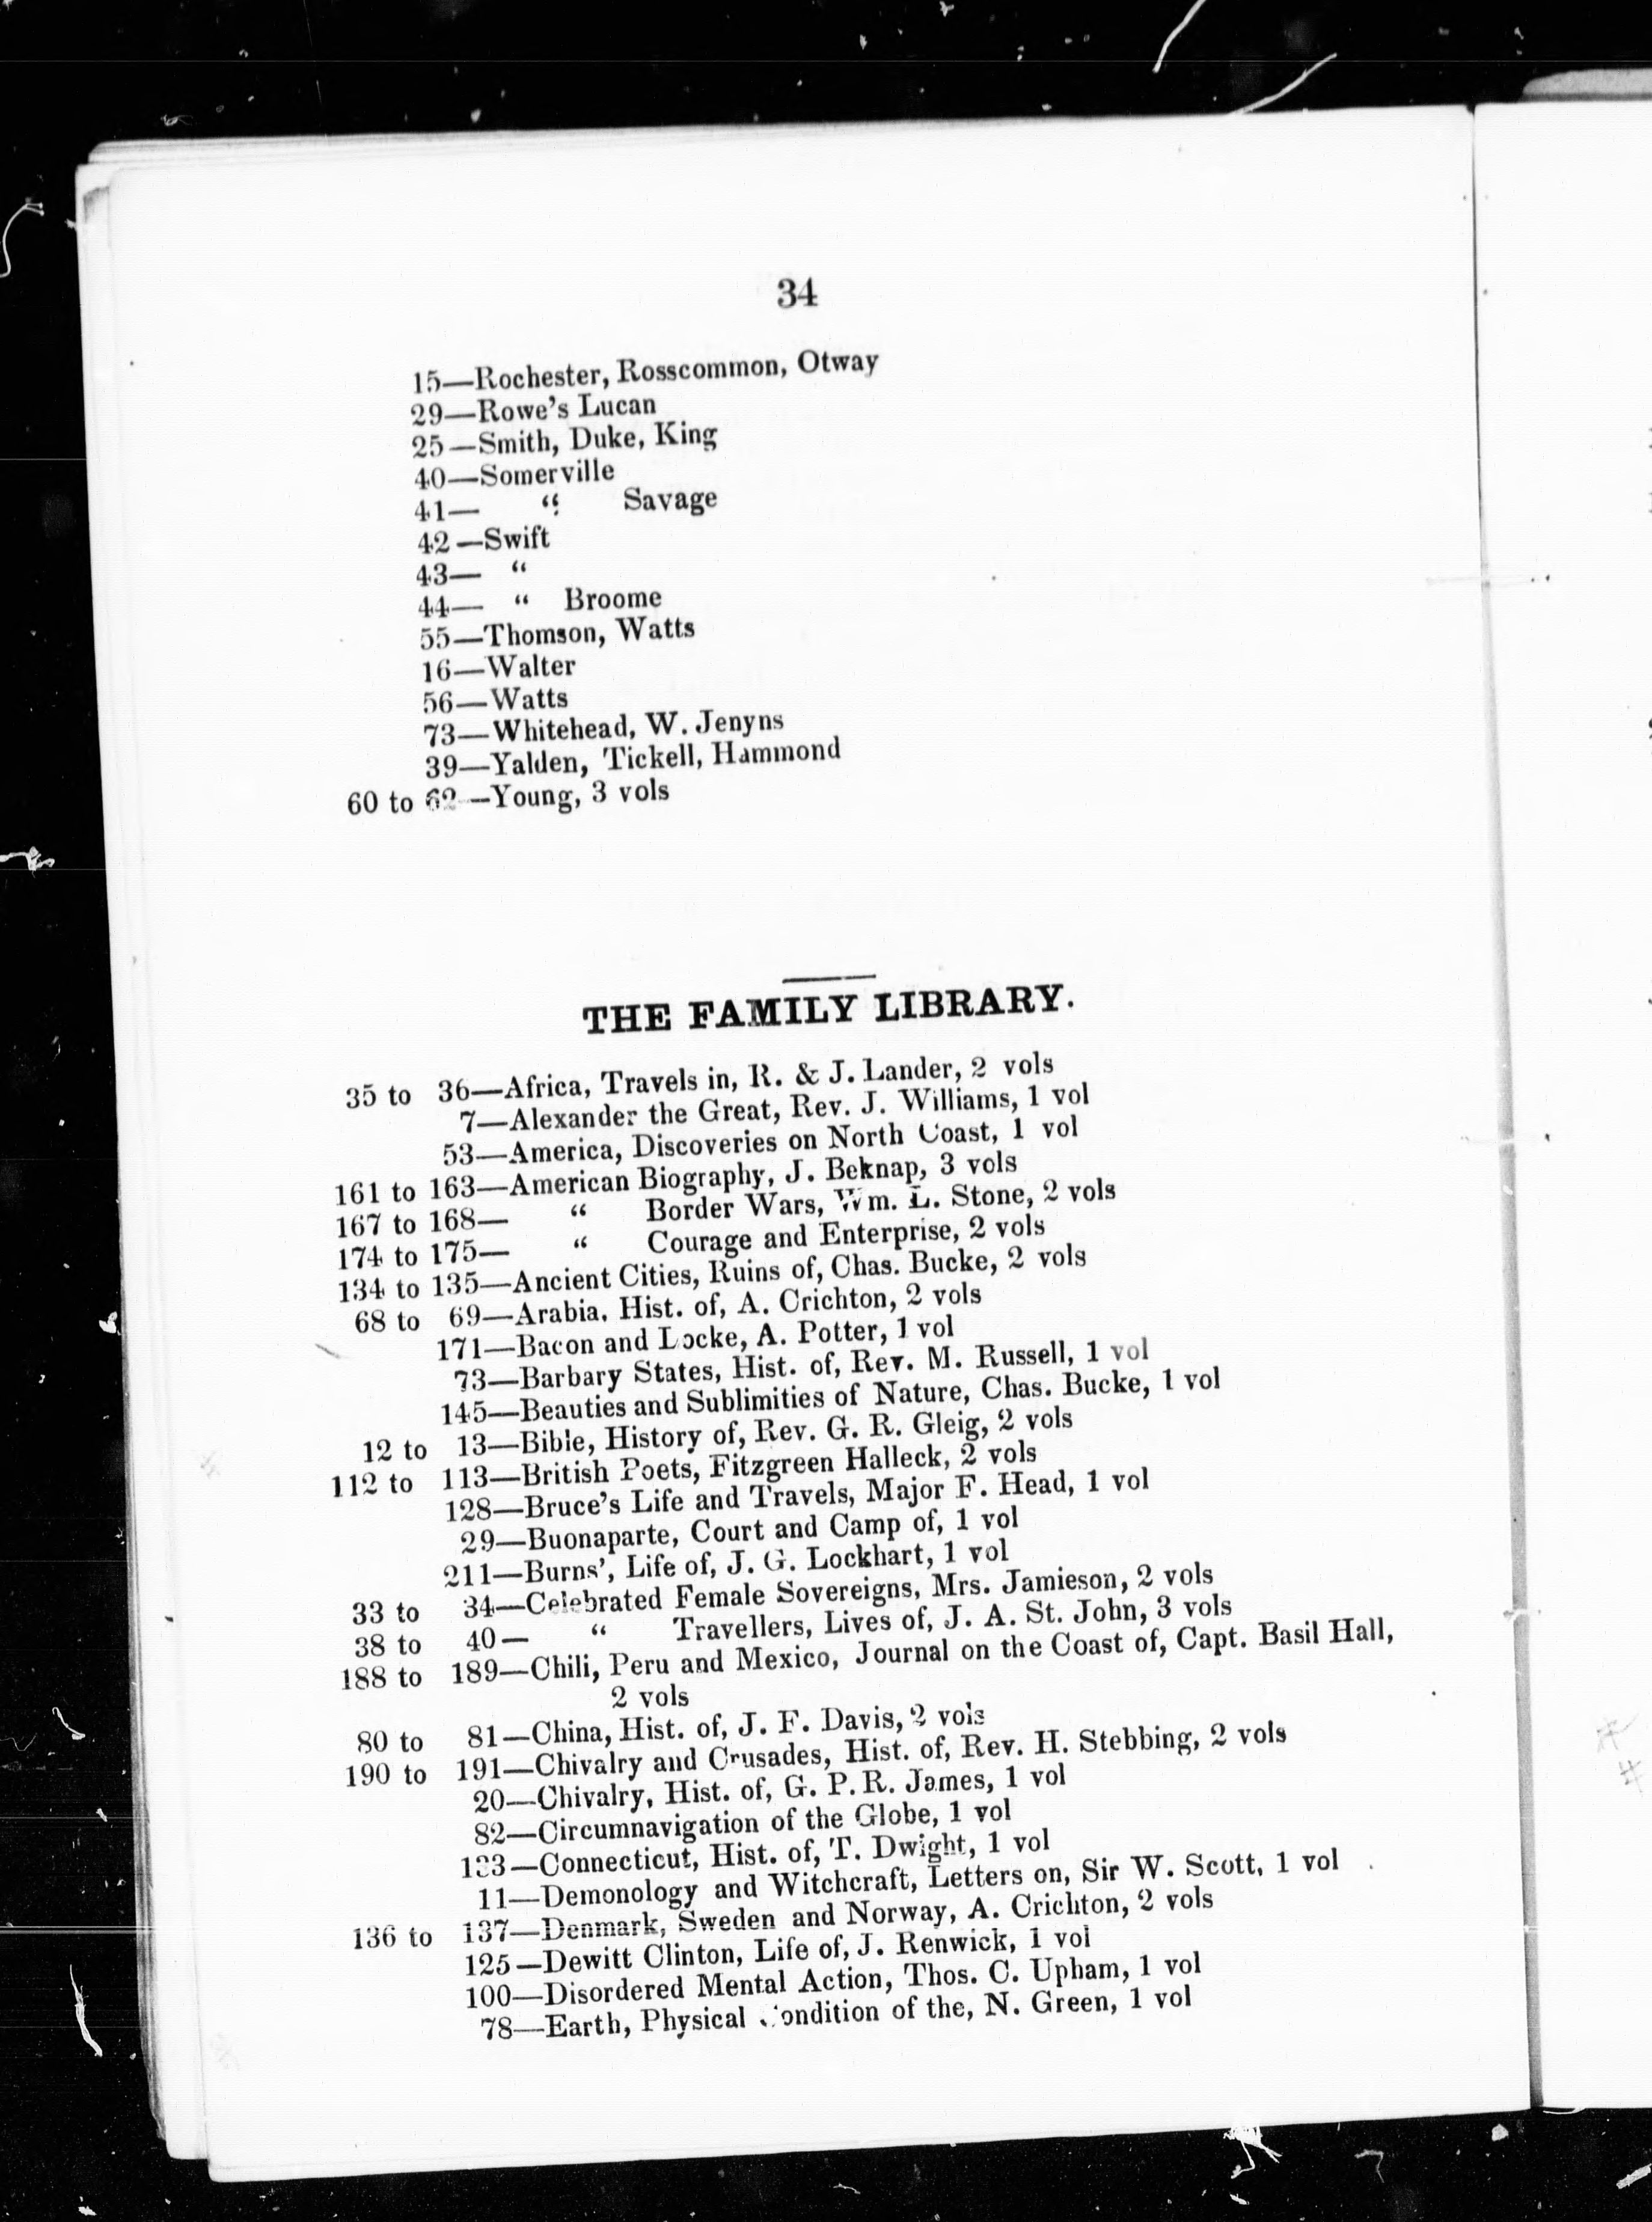 34
15—Rochester, Rosscommon, Otway
29—Rowe's Lucan
25—Smith, Duke, King
40—Somerville
41— “ Savage
42—Swift
43— “
44— “ Broome
55—Thomson, Watts
16—Walter
56—Watts
73—Whitehead, W. Jenyns
39—Yalden, Tickell, Hammond
60 to 62—Young, 3 vols
THE FAMILY LIBRARY.
35 to 36—Africa, Travels in, R. & J. Lander, 2 vols
7—Alexander the Great, Rev. J. Williams, 1 vol
53—America, Discoveries on North Coast, 1 vol
161 to 163—American Biography, J. Beknap, 3 vols
167 to 168— “ Border Wars, Wm. L. Stone, 2 vols
174 to 175— “ Courage and Enterprise, 2 vols
134 to 135—Ancient Cities, Ruins of, Chas. Bucke, 2 vols
68 to 69—Arabia, Hist. of, A. Crichton, 2 vols
171—Bacon and Locke, A. Potter, 1 vol
73—Barbary States, Hist. of, Rev. M. Russell, 1 vol
145—Beauties and Sublimities of Nature, Chas. Bucke, 1 vol
12 to 13—Bible, History of, Rev. G. R. Gleig, 2 vols
112 to 113—British Poets, Fitzgreen Halleck, 2 vols
128—Bruce's Life and Travels, Major F. Head, 1 vol
29—Buonaparte, Court and Camp of, 1 vol
211—Burns', Life of, J. G. Lockhart, 1 vol
33 to 34—Celebrated Female Sovereigns, Mrs. Jamieson, 2 vols
38 to 40— “ Travellers, Lives of, J. A. St. John, 3 vols
188 to 189—Chili, Peru and Mexico, Journal on the Coast of, Capt. Basil Hall,
2 vols
80 to 81—China, Hist. of, J. F. Davis, 2 vols
190 to 191—Chivalry and Crusades, Hist. of, Rev. H. Stebbing, 2 vols
20—Chivalry, Hist. of, G. P. R. James, 1 vol
82—Circumnavigation of the Globe, 1 vol
—Connecticut, Hist. of, T. Dwight, 1 vol
11—Demonology and Witchcraft, Letters on, Sir W. Scott, 1 vol
136 to 137—Denmark, Sweden and Norway, A. Crichton, 2 vols
125—Dewitt Clinton, Life of, J. Renwick, 1 vol
100—Disordered Mental Action, Thos. C. Upham, 1 vol
78—Earth, Physical Condition of the, N. Green, 1 vol